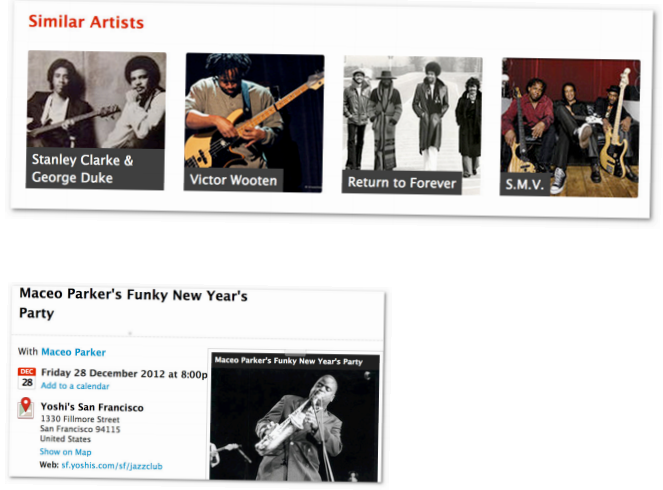 Similar Artists
Stanley Clarke &
George Duke
Victor Wooten
Return to Forever
S.M.V.
Maceo Parker's Funky New Year's
Party
With Maceo Parker
DEC
28
Friday 28 December 2012 at 8:00p
Add to a calendar
Yoshi's San Francisco
1330 Fillmore Street
San Francisco 94115
United States
Show on Map
Web: sf.yoshis.com/sf/jazzclub
Maceo Parker's Funky New Year's Party